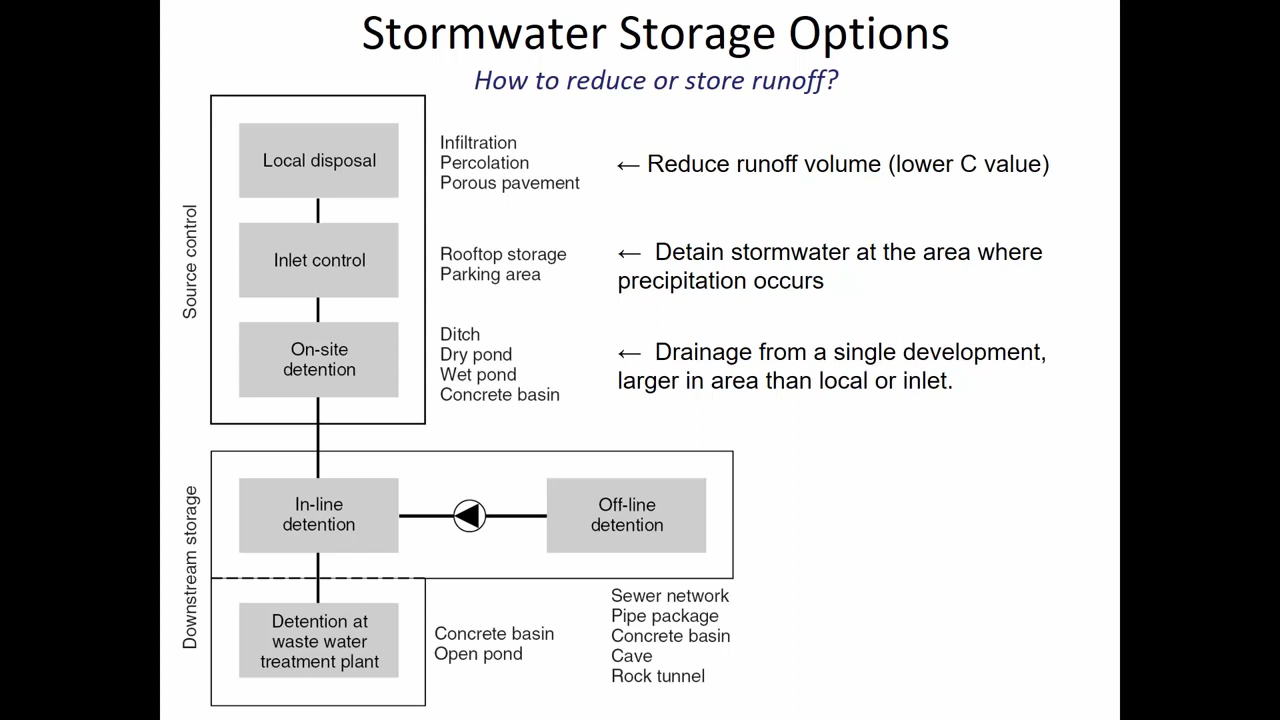 Stormwater Storage Options
How to reduce or store runoff?
Source control
Local disposal
Infiltration
Percolation
Porous pavement
← Reduce runoff volume (lower C value)
Inlet control
Rooftop storage
Parking area
← Detain stormwater at the area where
precipitation occurs
On-site
detention
Ditch
Dry pond
Wet pond
Concrete basin
← Drainage from a single development,
larger in area than local or inlet.
Downstream storage
In-line
detention
Off-line
detention
Detention at
waste water
treatment plant
Concrete basin
Open pond
Sewer network
Pipe package
Concrete basin
Cave
Rock tunnel